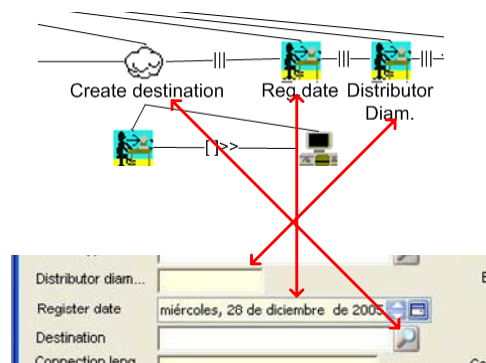 ||| ||| |||
Create destination Reg.date Distributor
Diam.
[ ]>>
Distributor diam...
Register date miércoles, 28 de diciembre de 2005
Destination
Connection leng